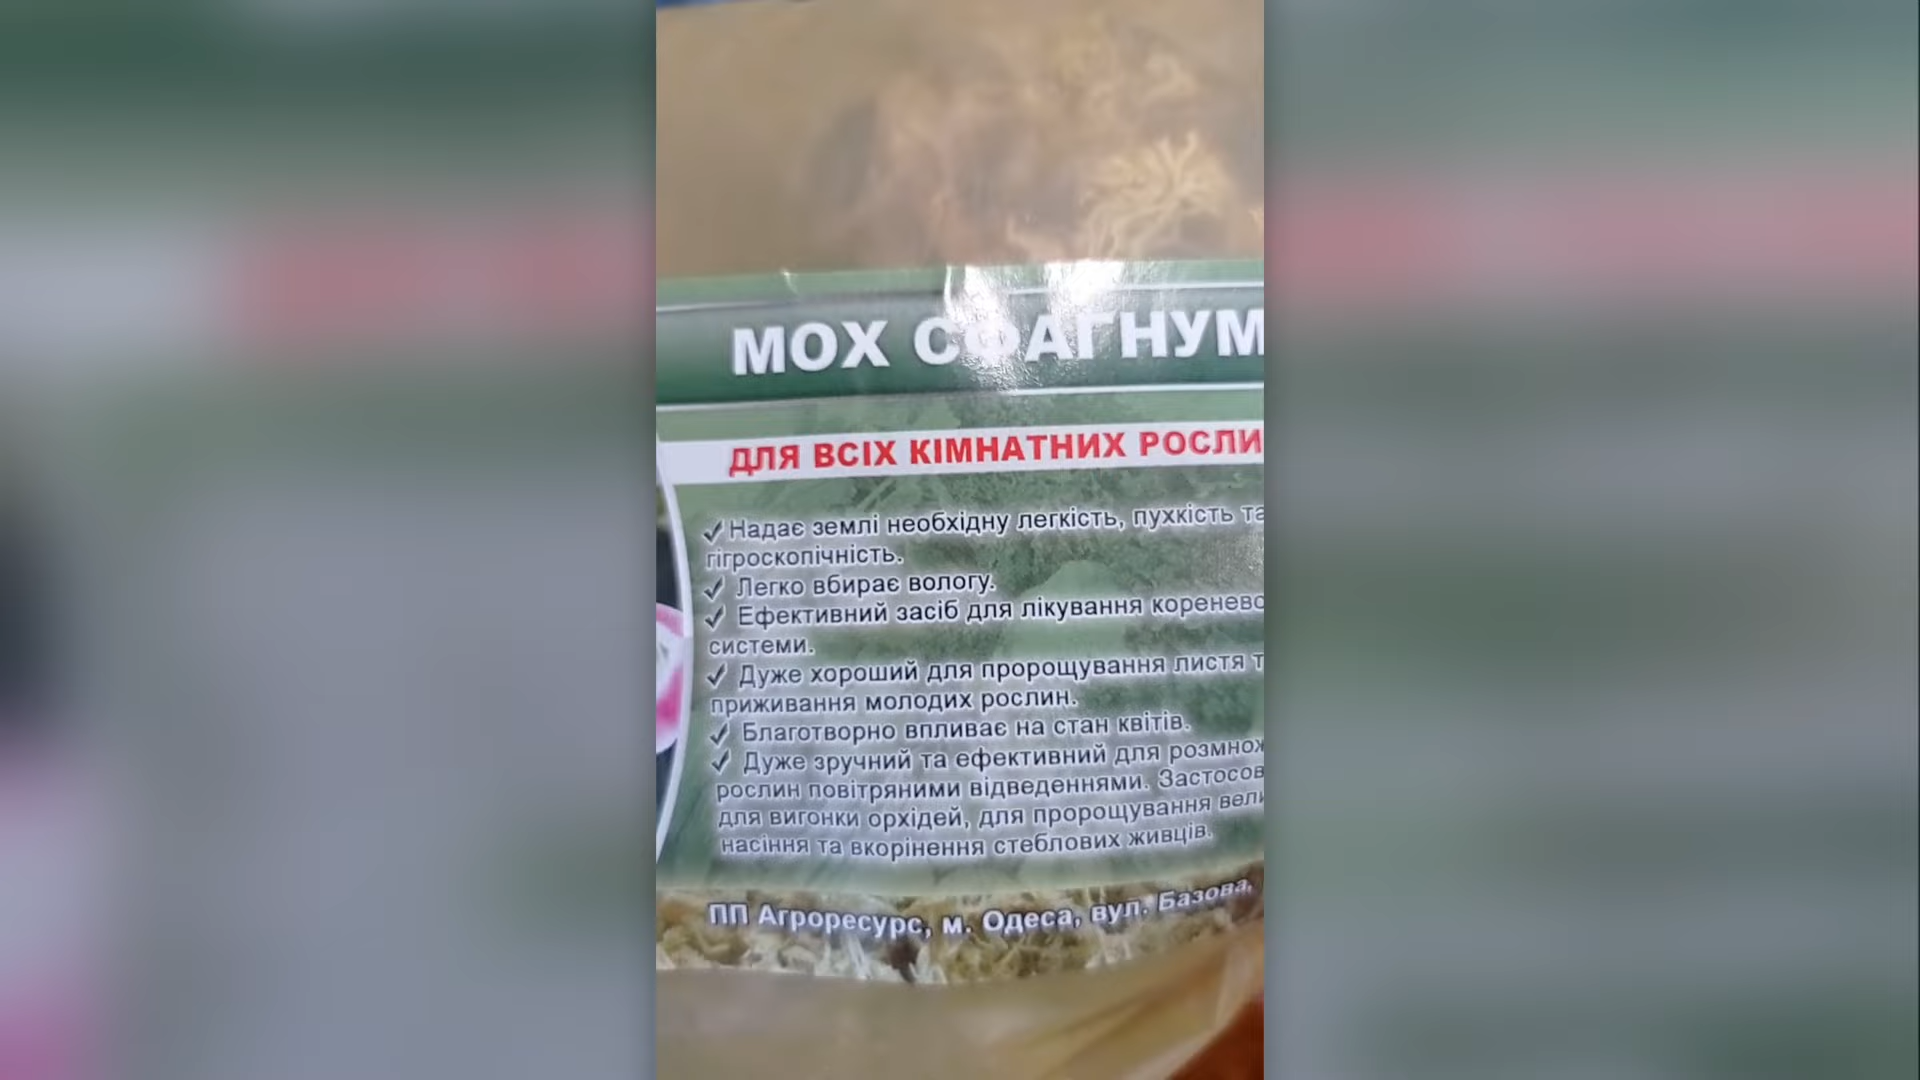 МОХ СФАГНУМ
ДЛЯ ВСІХ КІМНАТНИХ РОСЛИ
✓ Надає землі необхідну легкість, пухкість та
гігроскопічність.
✓ Легко вбирає вологу.
✓ Ефективний засіб для лікування коренево
системи.
✓ Дуже хороший для пророщування листя т
приживання молодих рослин.
✓ Благотворно впливає на стан квітів.
✓ Дуже зручний та ефективний для розмнож
рослин повітряними відведеннями. Застосов
для вигонки орхідей, для пророщування вели
насіння та вкорінення стеблових живців.
ПП Агроресурс, м. Одеса, вул. Базова,